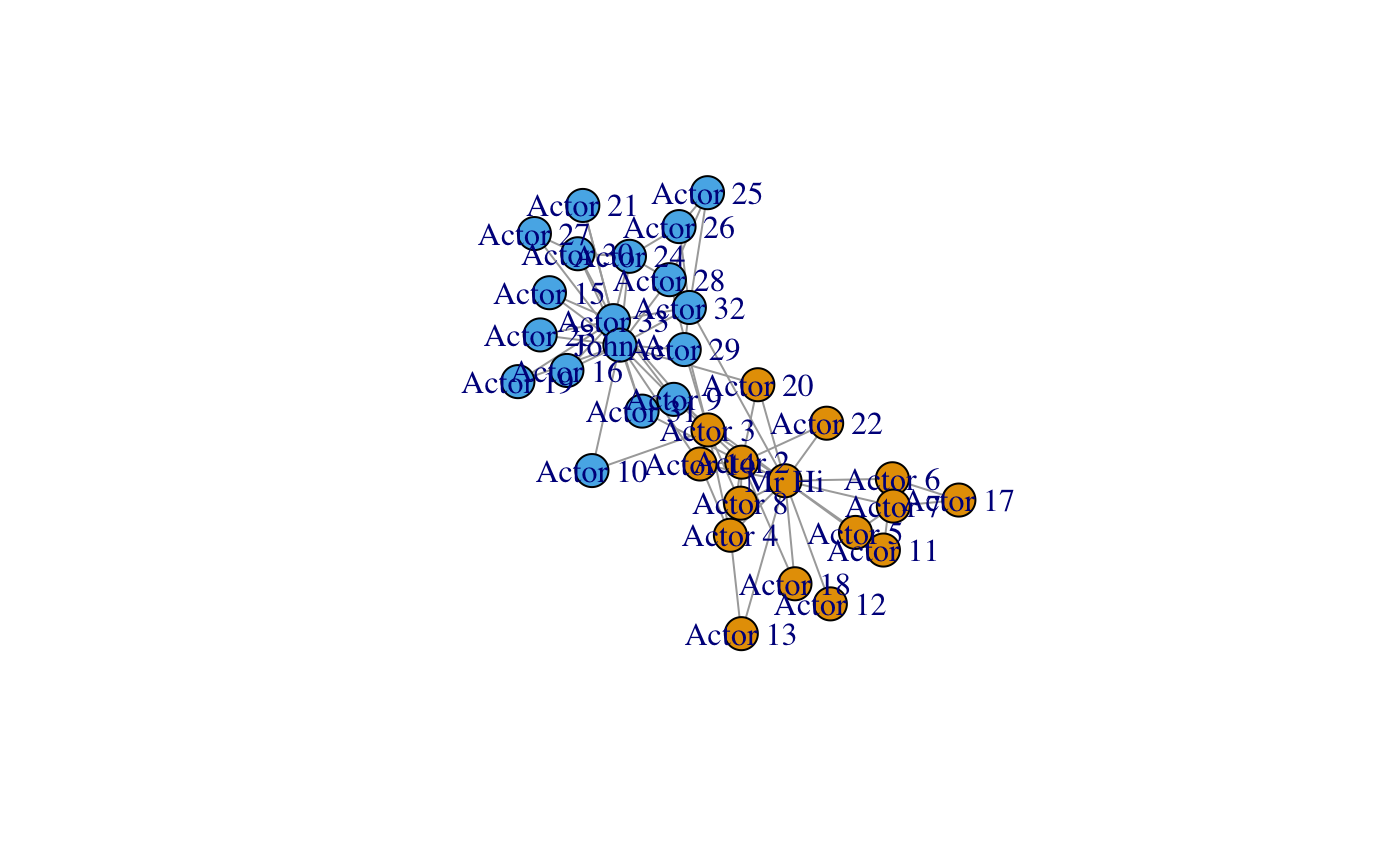 Actor 25
Actor 21
Actor 26
Actor 27
Actor 30
Actor 24
Actor 28
Actor 15
Actor 32
Actor 33
Actor 23
John A
Actor 29
Actor 16
Actor 19
Actor 20
Actor 9
Actor 31
Actor 22
Actor 3
Actor 14
Actor 2
Actor 10
Mr Hi
Actor 6
Actor 17
Actor 8
Actor 7
Actor 4
Actor 5
Actor 11
Actor 18
Actor 12
Actor 13